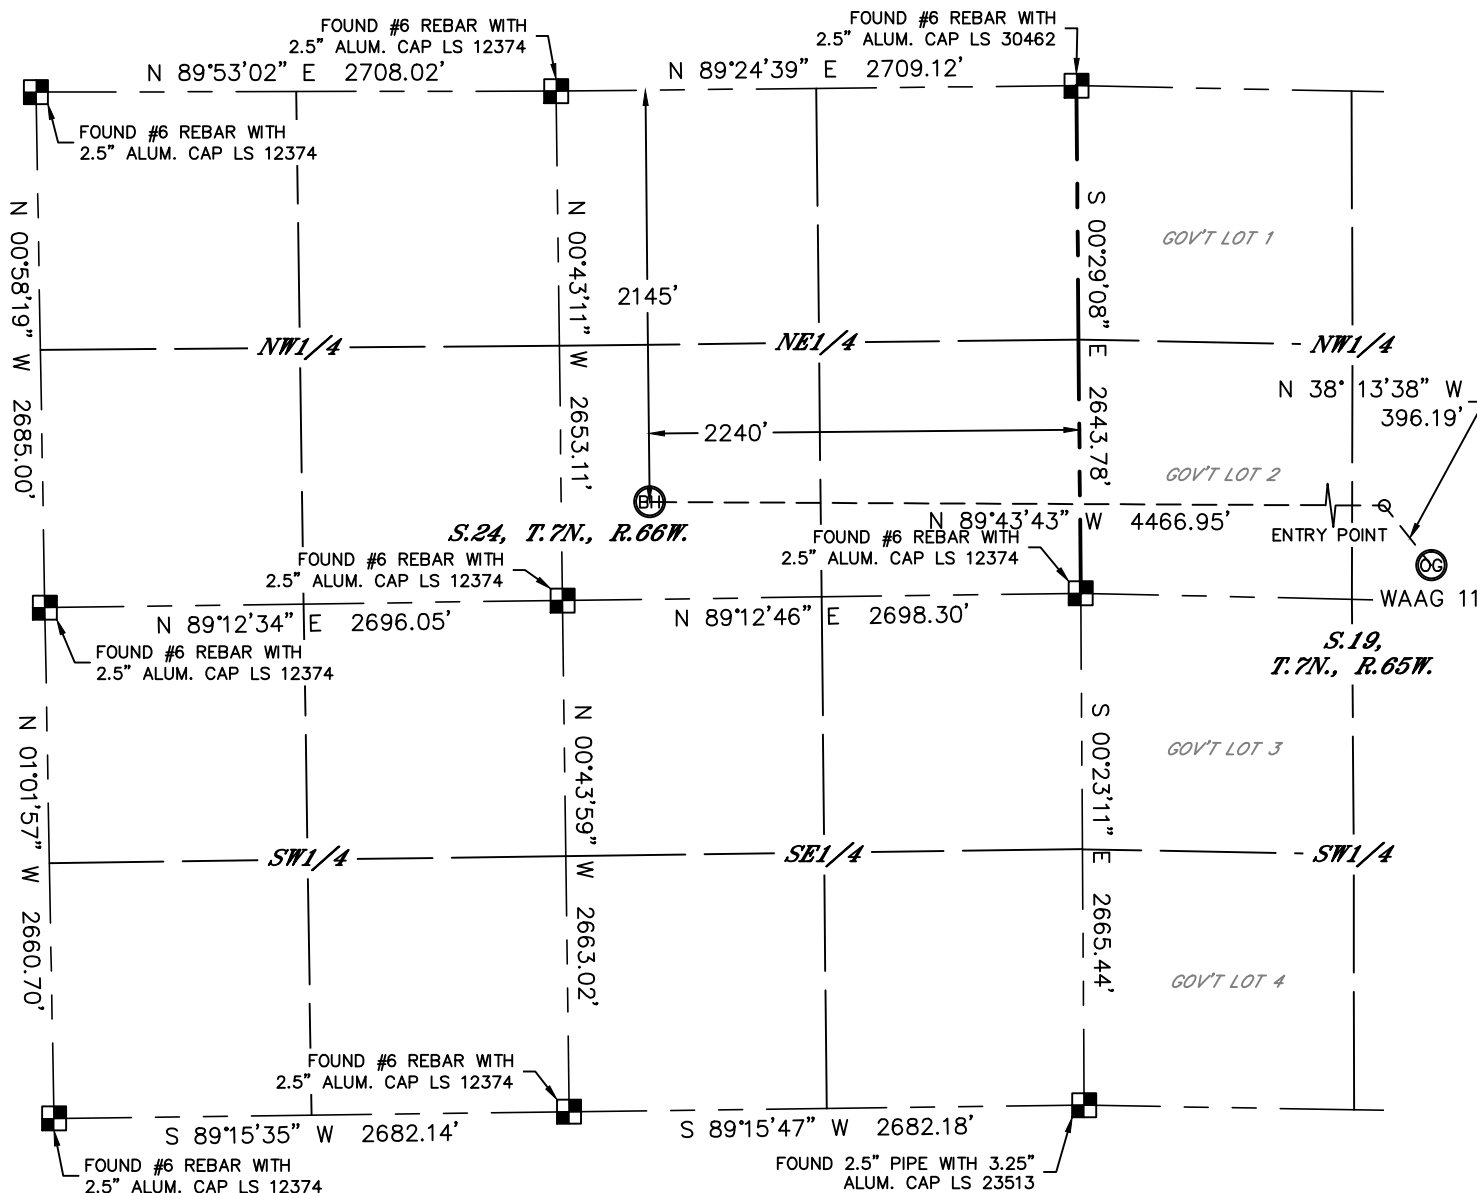 FOUND #6 REBAR WITH
2.5" ALUM. CAP LS 12374
FOUND #6 REBAR WITH
2.5" ALUM. CAP LS 30462
N 89°53'02" E 2708.02'
N 89°24'39" E 2709.12'
FOUND #6 REBAR WITH
2.5" ALUM. CAP LS 12374
N 00°58'19" W 2685.00'
N 00°43'11" W 2653.11'
S 00°29'08" E 2643.78'
GOV'T LOT 1
2145'
NW1/4
NE1/4
NW1/4
N 38° 13'38" W
396.19'
2240'
GOV'T LOT 2
BH
N 89°43'43" W 4466.95'
S.24, T.7N., R.66W.
ENTRY POINT
FOUND #6 REBAR WITH
2.5" ALUM. CAP LS 12374
FOUND #6 REBAR WITH
2.5" ALUM. CAP LS 12374
OG
WAAG 11
N 89°12'34" E 2696.05'
N 89°12'46" E 2698.30'
S.19,
T.7N., R.65W.
FOUND #6 REBAR WITH
2.5" ALUM. CAP LS 12374
N 01°01'57" W 2660.70'
N 00°43'59" W 2663.02'
S 00°23'11" E 2665.44'
GOV'T LOT 3
SW1/4
SE1/4
SW1/4
GOV'T LOT 4
FOUND #6 REBAR WITH
2.5" ALUM. CAP LS 12374
S 89°15'35" W 2682.14'
S 89°15'47" W 2682.18'
FOUND #6 REBAR WITH
2.5" ALUM. CAP LS 12374
FOUND 2.5" PIPE WITH 3.25"
ALUM. CAP LS 23513